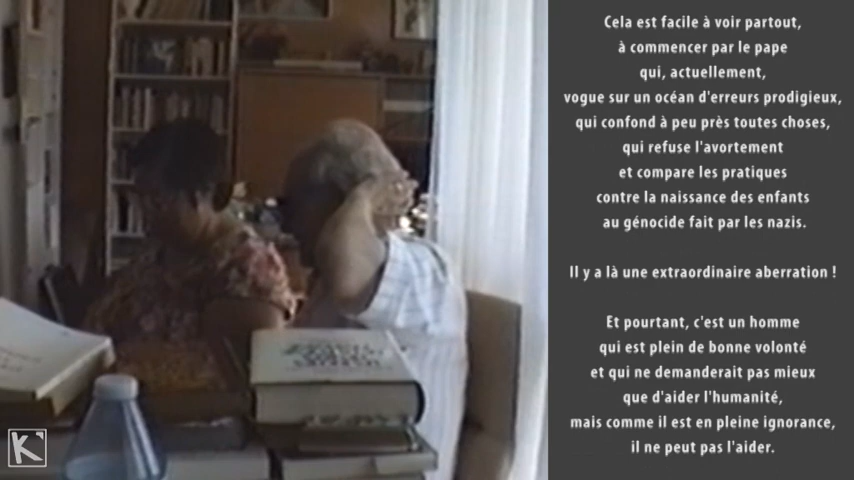 Cela est facile à voir partout,
à commencer par le pape
qui, actuellement,
vogue sur un océan d'erreurs prodigieux,
qui confond à peu près toutes choses,
qui refuse l'avortement
et compare les pratiques
contre la naissance des enfants
au génocide fait par les nazis.
Il y a là une extraordinaire aberration !
Et pourtant, c'est un homme
qui est plein de bonne volonté
et qui ne demanderait pas mieux
que d'aider l'humanité,
mais comme il est en pleine ignorance,
il ne peut pas l'aider.
K